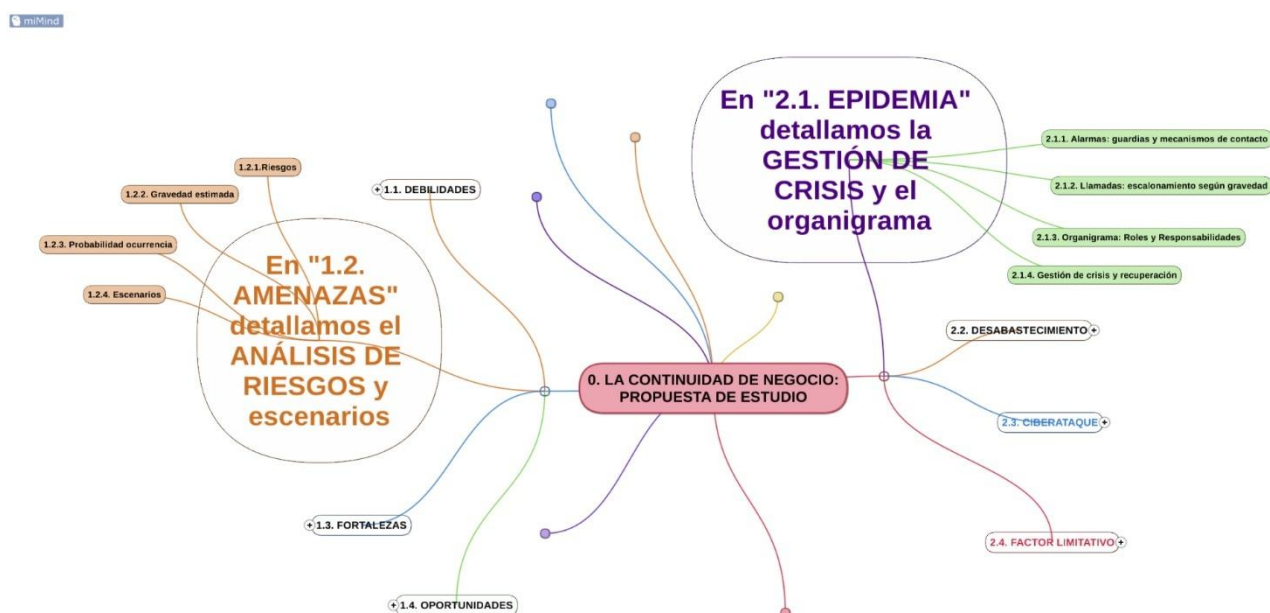 miMind
En "2.1. EPIDEMIA"
detallamos la
GESTIÓN DE
CRISIS y el
organigrama
2.1.1. Alarmas: guardias y mecanismos de contacto
2.1.2. Llamadas: escalonamiento según gravedad
2.1.3. Organigrama: Roles y Responsabilidades
2.1.4. Gestión de crisis y recuperación
1.2.1.Riesgos
1.2.2. Gravedad estimada
1.2.3. Probabilidad ocurrencia
1.2.4. Escenarios
1.1. DEBILIDADES
En "1.2.
AMENAZAS"
detallamos el
ANÁLISIS DE
RIESGOS y
escenarios
0. LA CONTINUIDAD DE NEGOCIO:
PROPUESTA DE ESTUDIO
2.2. DESABASTECIMIENTO
2.3. CIBERATAQUE
2.4. FACTOR LIMITATIVO
1.3. FORTALEZAS
1.4. OPORTUNIDADES